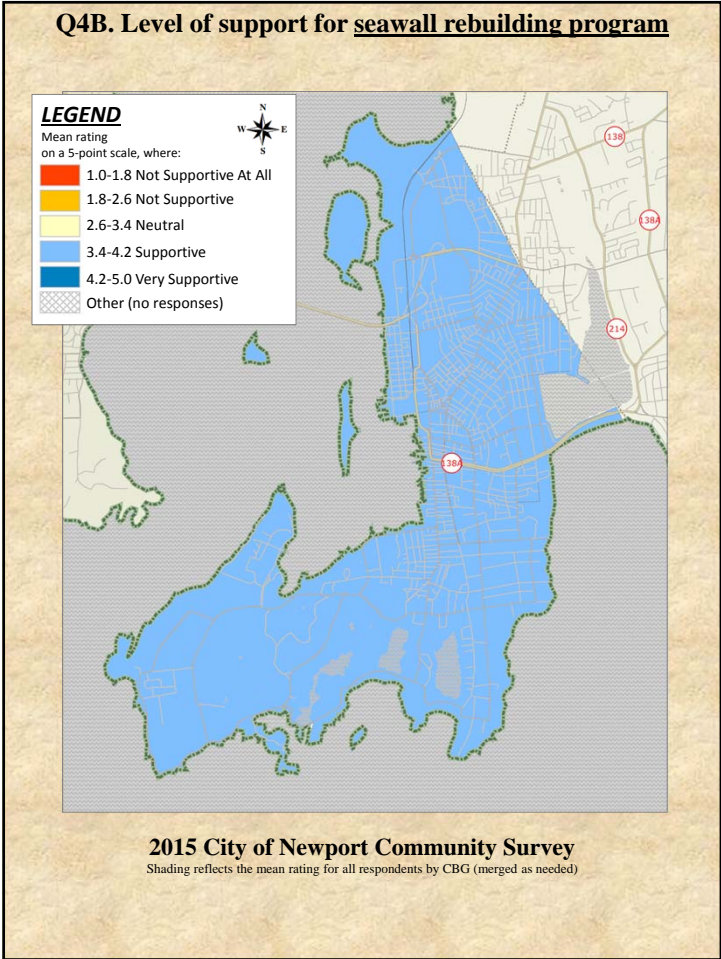 Q4B. Level of support for seawall rebuilding program
LEGEND
Mean rating
on a 5-point scale, where:
N
W E
S
1.0-1.8 Not Supportive At All
1.8-2.6 Not Supportive
2.6-3.4 Neutral
3.4-4.2 Supportive
4.2-5.0 Very Supportive
Other (no responses)
138
138A
214
138A
2015 City of Newport Community Survey
Shading reflects the mean rating for all respondents by CBG (merged as needed)